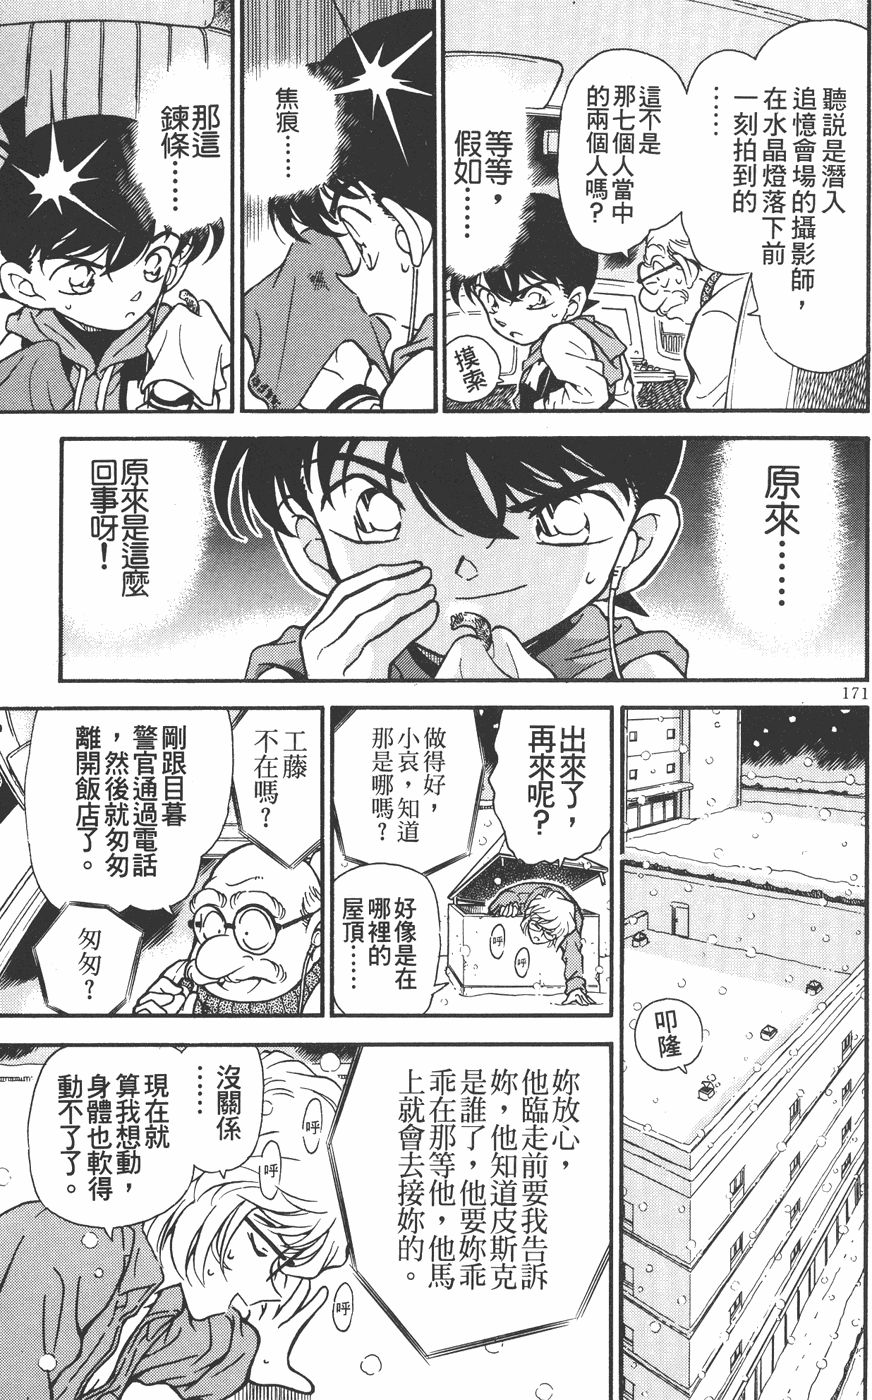 聽說是潛入
追憶會場的攝影師，
在水晶燈落下前
一刻拍到的
……
這不是
那七個人當中
的兩個人嗎？
等等，
假如……
摸索
焦痕……
那這
鍊條……
原來……
原來是這麼
回事呀！
171
叩隆
出來了，
再來呢？
做得好，
小哀，知道
那是哪嗎？
好像是在
哪裡的
屋頂……
呼
呼
工藤
不在嗎？
剛跟目暮
警官通過電話
，然後就匆匆
離開飯店了。
匆匆？
妳放心，
他臨走前要我告訴
妳，他知道皮斯克
是誰了，他要妳乖
乖在那等他，他馬
上就會去接妳的。
沒關係
……
現在就
算我想動，
身體也軟得
動不了了。
呼
呼
呼